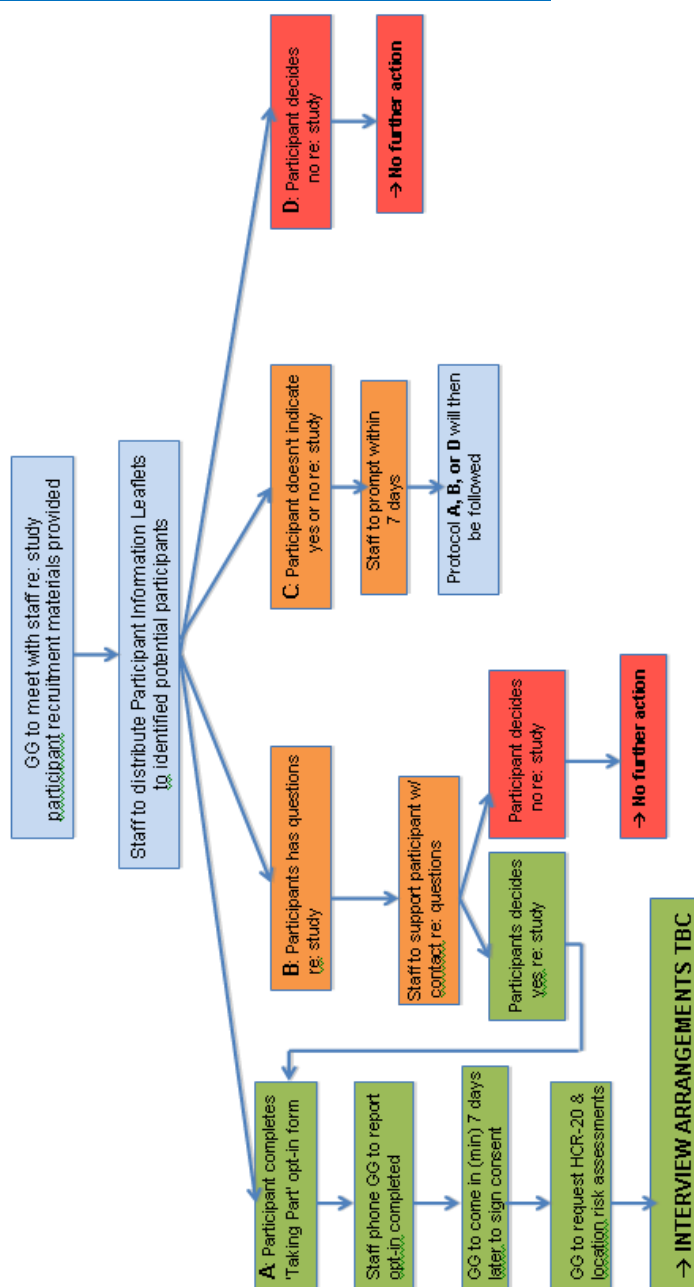 GG to meet with staff re: study
participant recruitment materials provided
Staff to distribute Participant Information Leaflets
to identified potential participants
A: Participant completes
'Taking Part' opt-in form
Staff phone GG to report
opt-in completed
GG to come in (min) 7 days
later to sign consent
GG to request HCR-20 &
location risk assessments
→ INTERVIEW ARRANGEMENTS TBC
B: Participants has questions
re: study
Staff to support participant w/
contact re: questions
Participants decides
yes re: study
Participant decides
no re: study
→ No further action
C: Participant doesn't indicate
yes or no re: study
Staff to prompt within
7 days
Protocol A, B, or D will then
be followed
D: Participant decides
no re: study
→ No further action